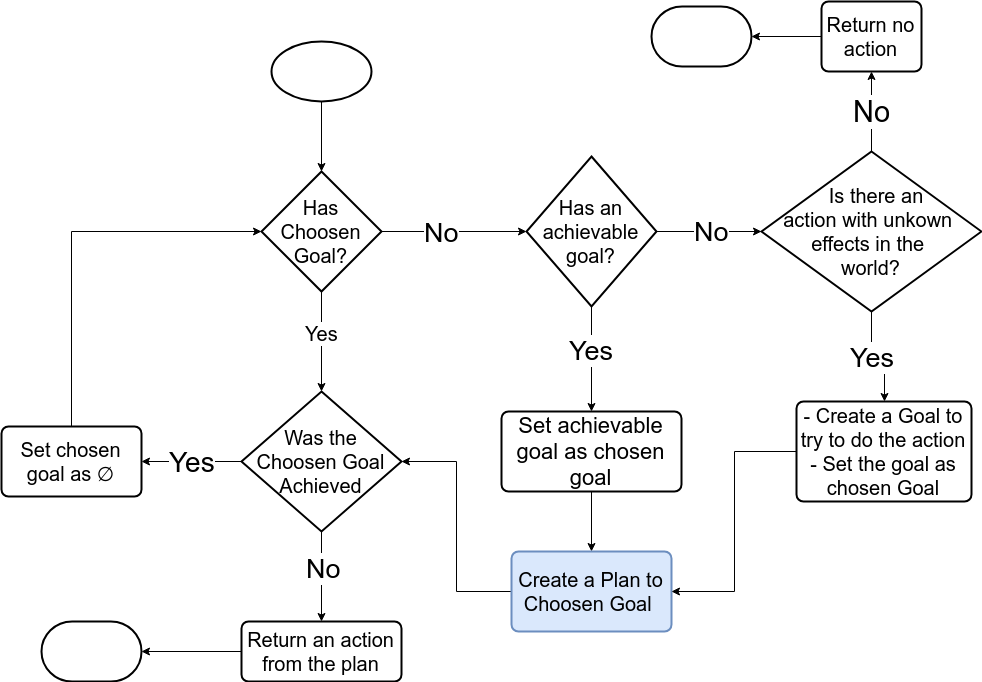 Return no
action
No
Has
Choosen
Goal?
No
Has an
achievable
goal?
No
Is there an
action with unkown
effects in the
world?
Yes
Yes
Yes
Set chosen
goal as ∅
Yes
Was the
Choosen Goal
Achieved
Set achievable
goal as chosen
goal
- Create a Goal to
try to do the action
- Set the goal as
chosen Goal
No
Create a Plan to
Choosen Goal
Return an action
from the plan